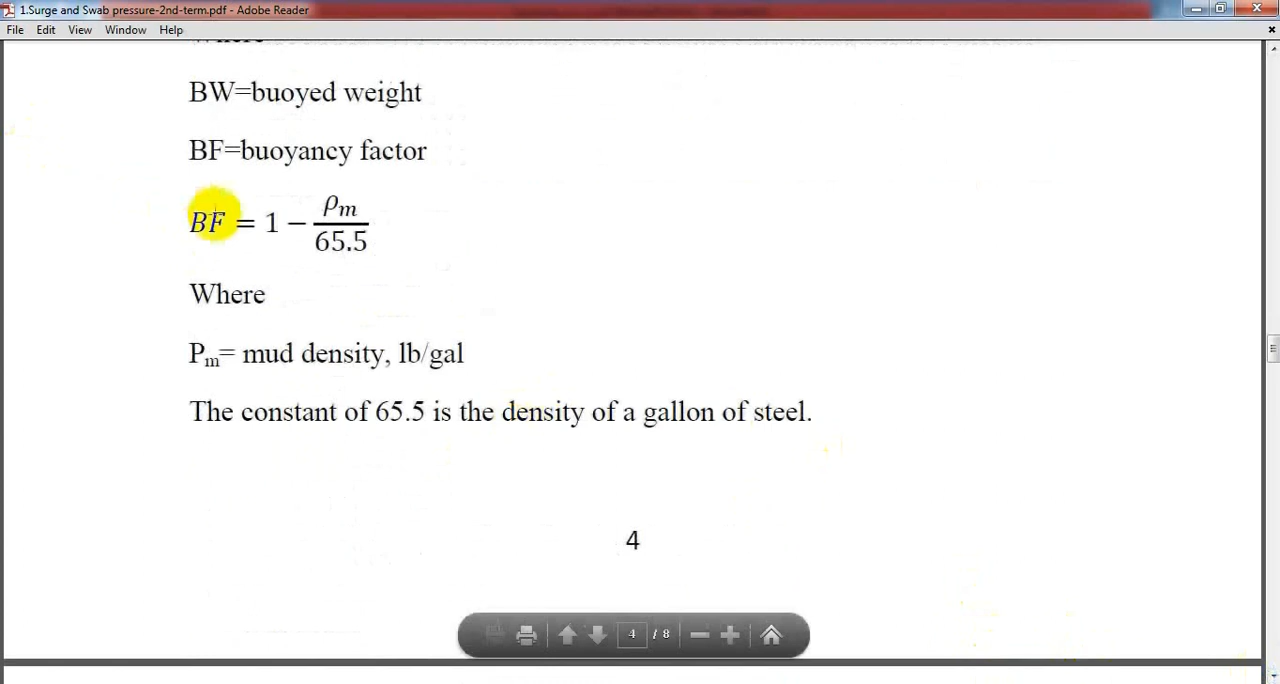 1.Surge and Swab pressure-2nd-term.pdf - Adobe Reader
File Edit View Window Help
Where
BW=buoyed weight
BF=buoyancy factor
BF = 1 − ρm/65.5
Where
Pm= mud density, lb/gal
The constant of 65.5 is the density of a gallon of steel.
4
4 / 8